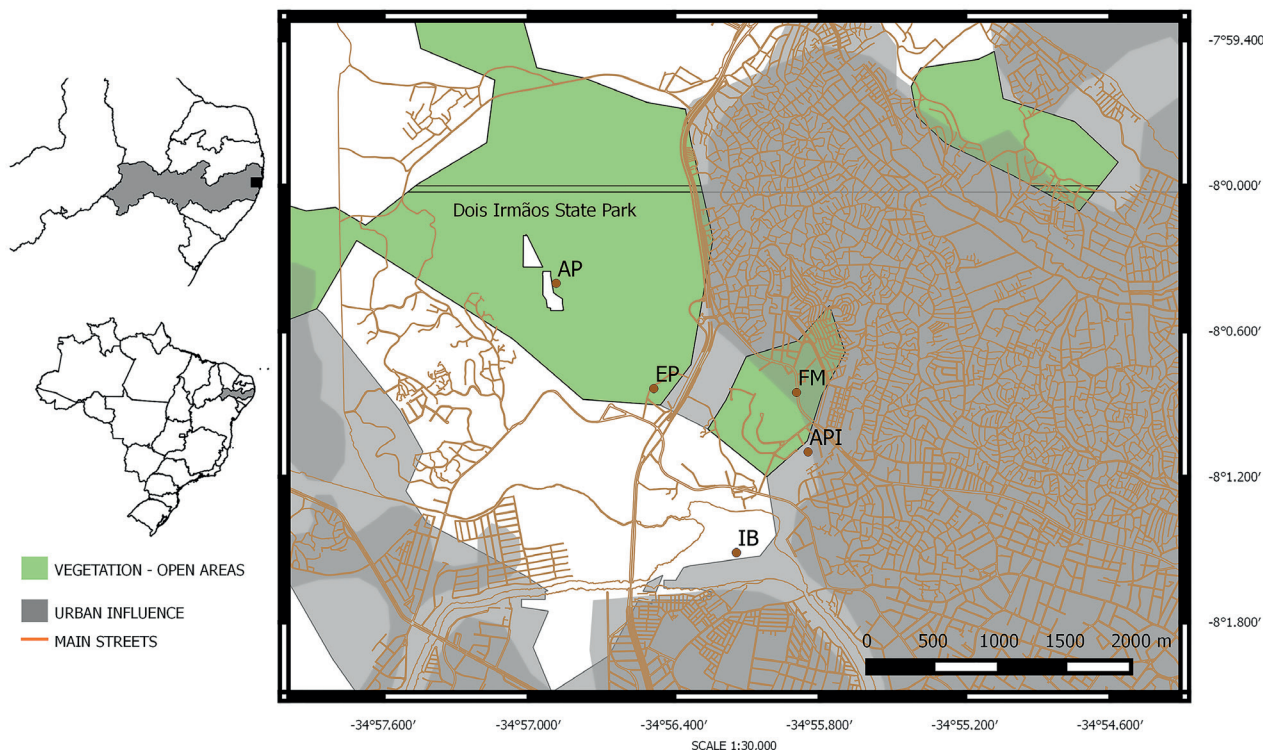 -7°59.400'
-8°0.000'
Dois Irmãos State Park
AP
-8°0.600'
EP
FM
API
-8°1.200'
IB
VEGETATION - OPEN AREAS
URBAN INFLUENCE
MAIN STREETS
-8°1.800'
0 500 1000 1500 2000 m
-34°57.600' -34°57.000' -34°56.400' -34°55.800' -34°55.200' -34°54.600'
SCALE 1:30.000